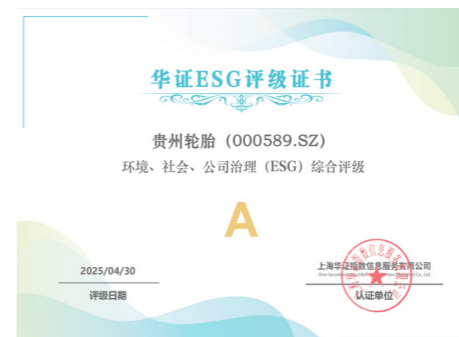 华证ESG评级证书
贵州轮胎（000589.SZ）
环境、社会、公司治理（ESG）综合评级
A
2025/04/30
评级日期
上海华证指数信息服务有限公司
认证单位